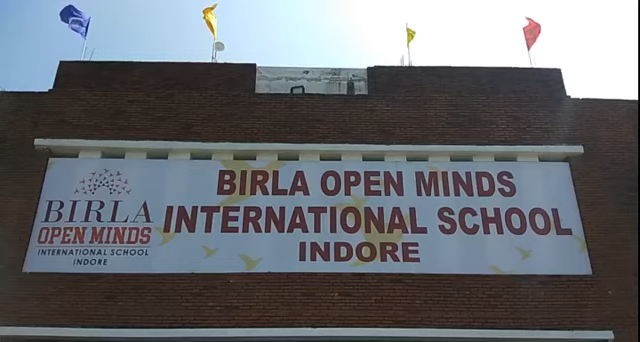 BIRLA
OPEN MINDS
INTERNATIONAL SCHOOL
INDORE
BIRLA OPEN MINDS
INTERNATIONAL SCHOOL
INDORE